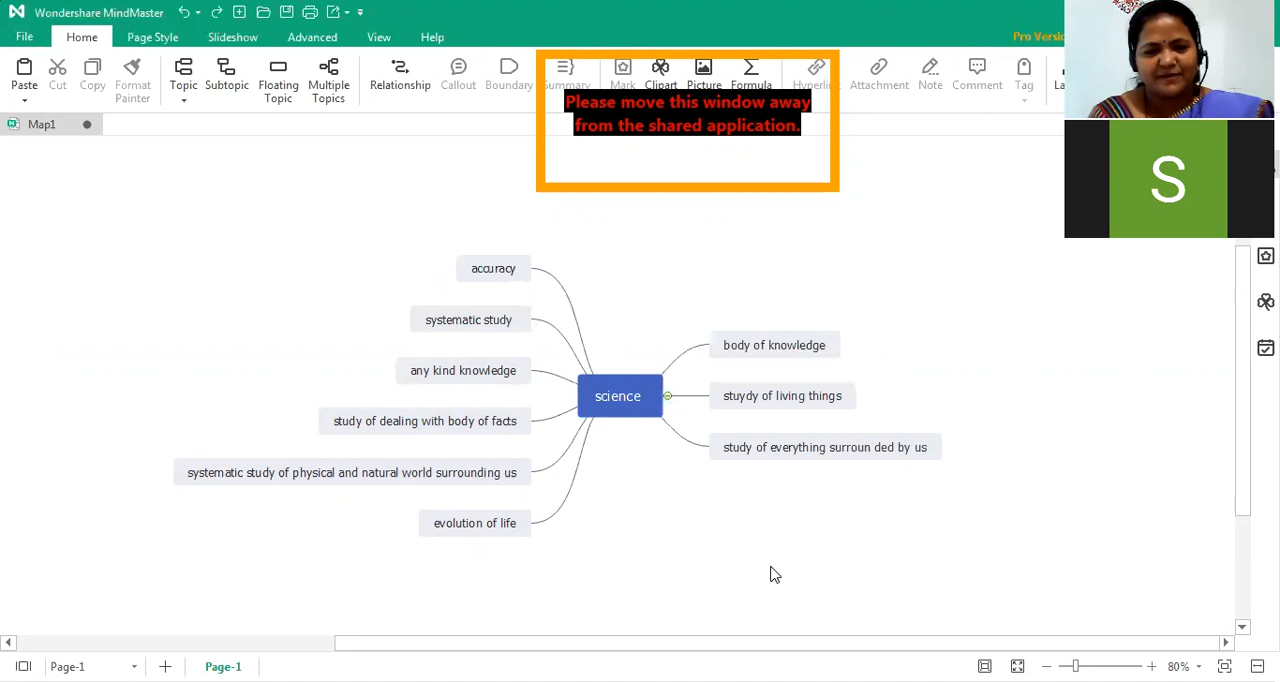 Wondershare MindMaster
File Home Page Style Slideshow Advanced View Help
Pro Versio
Paste Cut Copy Format Painter Topic Subtopic Floating Topic Multiple Topics Relationship Callout Boundary Summary Mark Clipart Picture Formula Hyperlink Attachment Note Comment Tag La
Please move this window away
from the shared application.
Map1
S
accuracy
systematic study
any kind knowledge
study of dealing with body of facts
systematic study of physical and natural world surrounding us
evolution of life
science
body of knowledge
stuydy of living things
study of everything surroun ded by us
Page-1
Page-1
80%